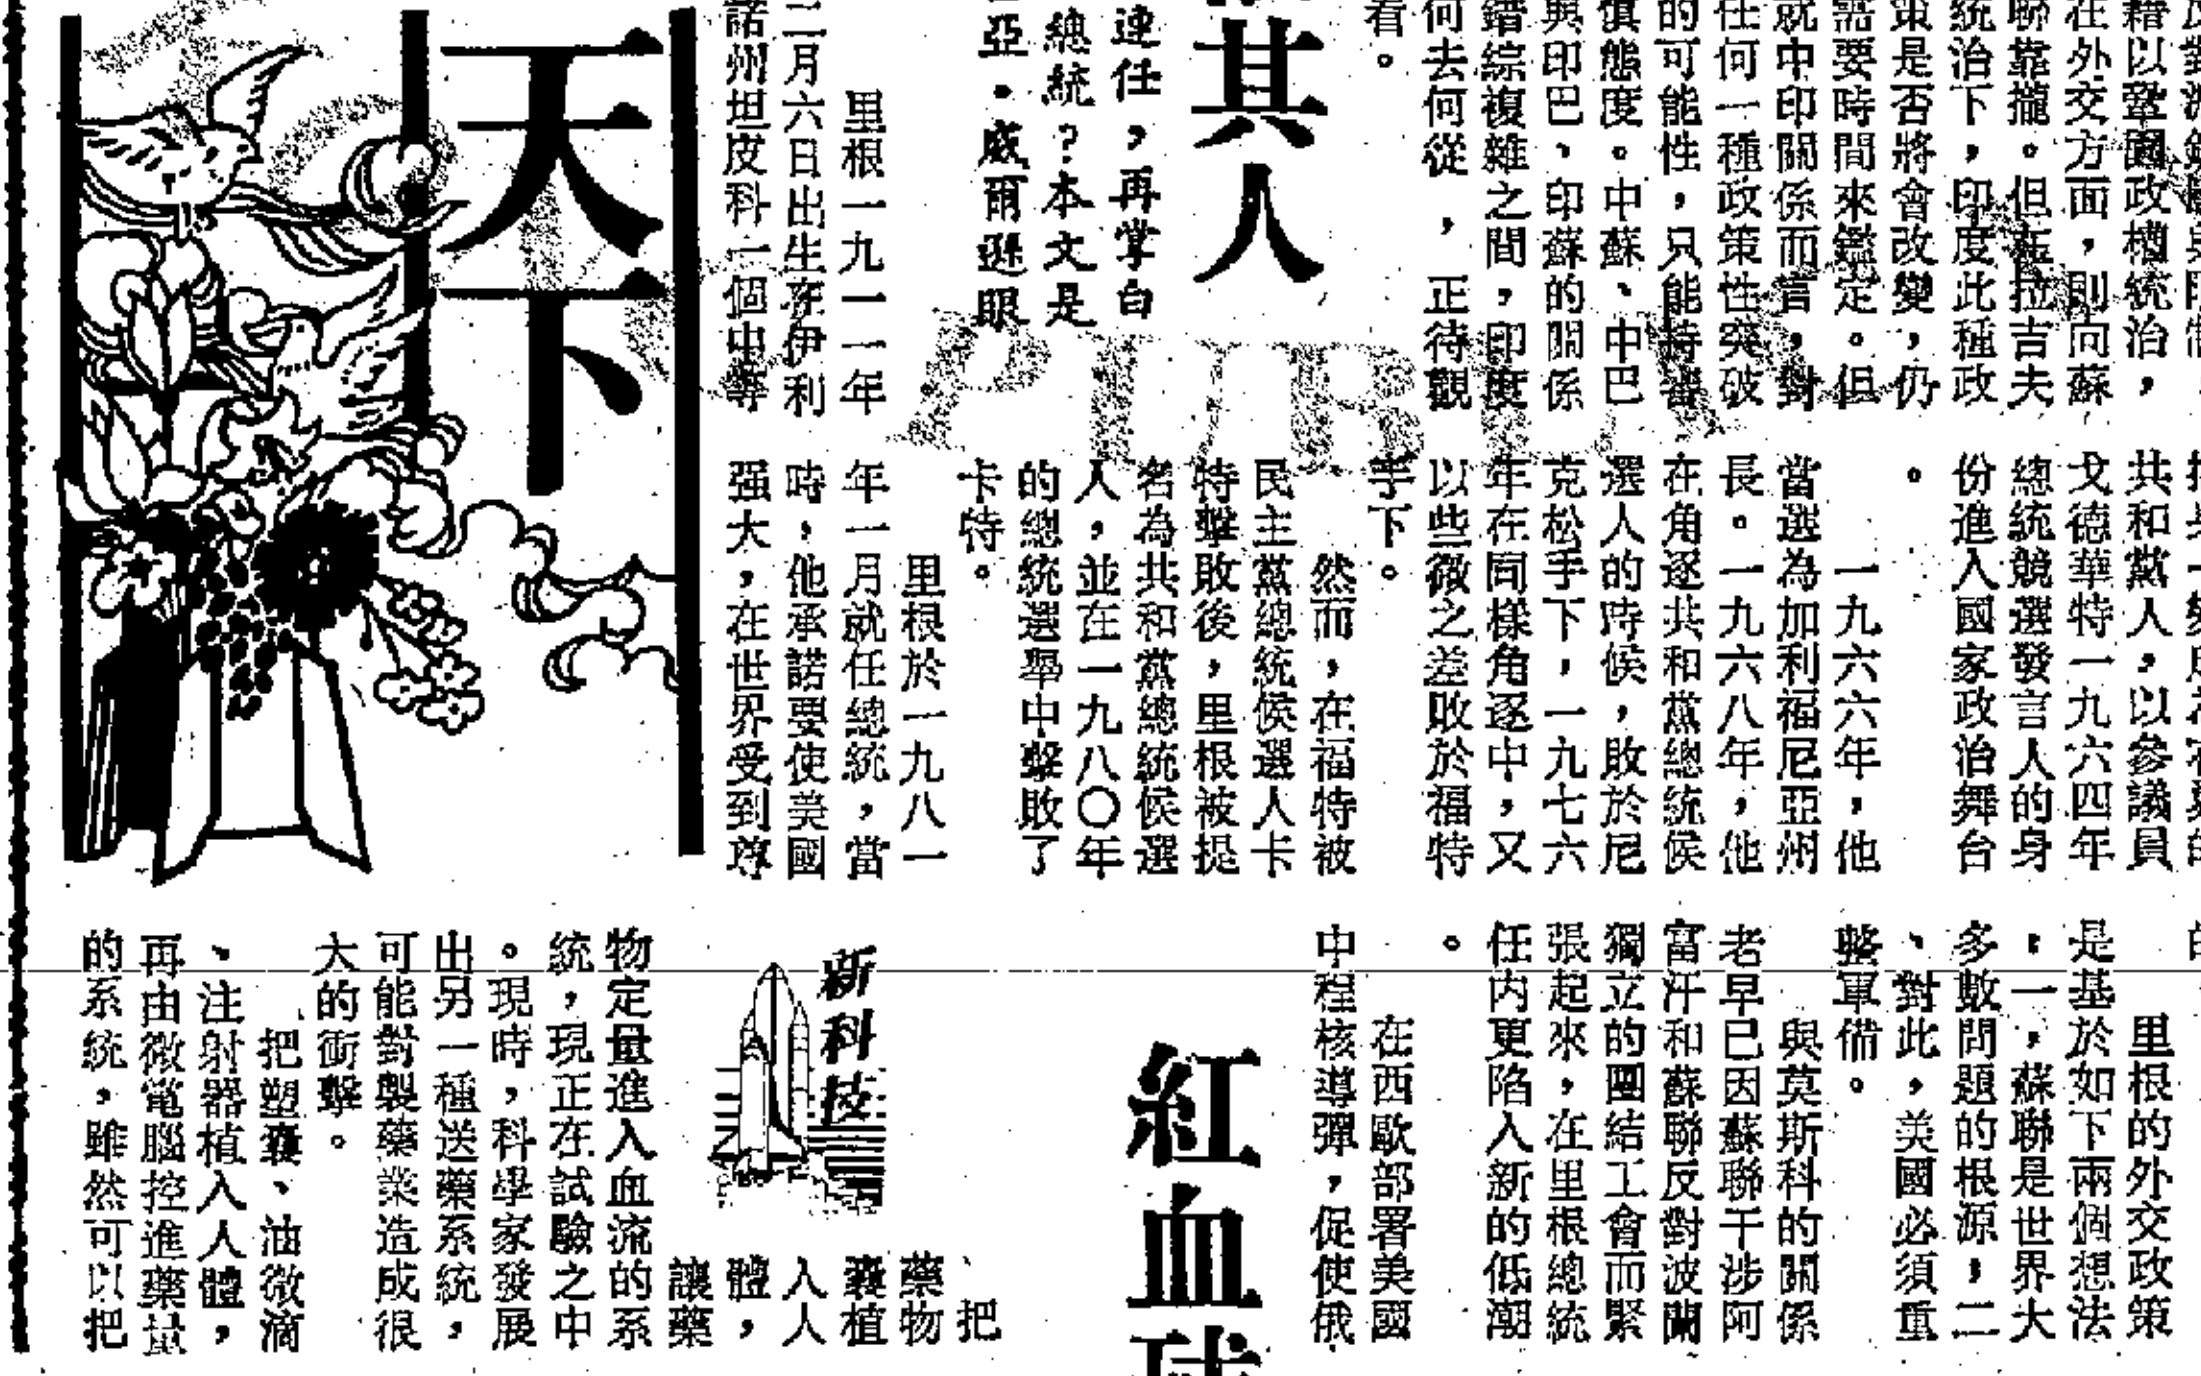 籍以鞏固政權統治，
在外交方面，則向蘇
聯靠攏。但在拉吉夫
統治下，印度此種政
策是否將會改變，仍
需要時間來鑑定。但
就中印關係而言，對
任何一種政策性突破
的可能性，只能持審
慎態度。中蘇、中巴
與印巴、印蘇的關係
錯綜複雜之間，印度
何去何從，正待觀
看。
其人
連任，再掌白
總統？本文是
亞·威爾遜眼
里根一九一一年
二月六日出生在伊利
諾州坦皮科一個中等
天下
共和黨人，以參議員
戈德華特一九六四年
總統競選發言人的身
份進入國家政治舞台
。
一九六六年，他
當選為加利福尼亞州
長。一九六八年，他
在角逐共和黨總統候
選人的時候，敗於尼
克松手下，一九七六
年在同樣角逐中，又
以些微之差敗於福特
手下。
然而，在福特被
民主黨總統候選人卡
特擊敗後，里根被提
名為共和黨總統候選
人，並在一九八〇年
的總統選舉中擊敗了
卡特。
里根於一九八一
年一月就任總統，當
時，他承諾要使美國
强大，在世界受到尊
里根的外交政策
是基於如下兩個想法
：一，蘇聯是世界大
多數問題的根源，二
、對此，美國必須重
整軍備。
與莫斯科的關係
老早已因蘇聯干涉阿
富汗和蘇聯反對波蘭
獨立的團結工會而緊
張起來，在里根總統
任內更陷入新的低潮
。
在西歐部署美國
中程核導彈，促使俄
紅血球
新科技
把
藥物
囊植
入人
體，
讓藥
物定量進入血流的系
統，現正在試驗之中
。現時，科學家發展
出另一種送藥系統，
可能對製藥業造成很
大的衝擊。
把塑囊、油微滴
、注射器植入人體，
再由微電腦控進藥量
的系統，雖然可以把